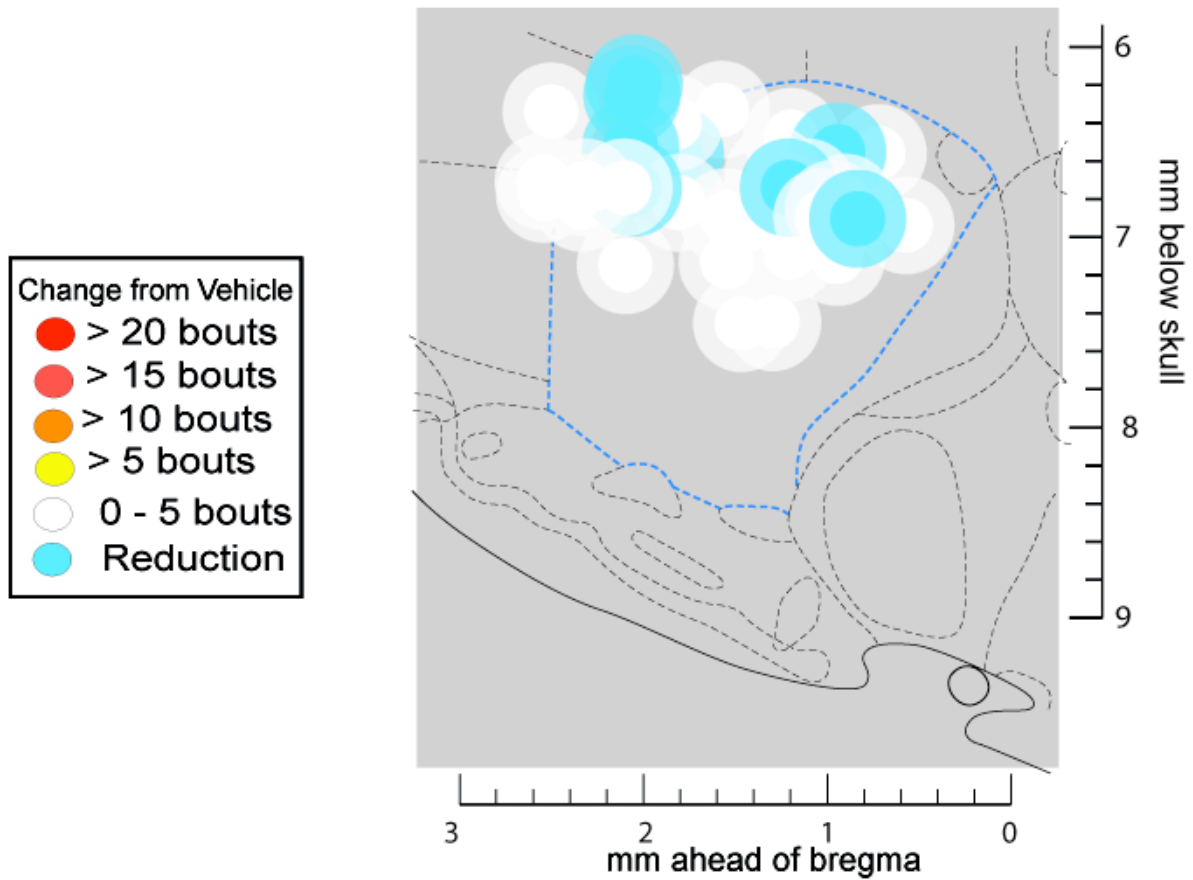 Change from Vehicle
> 20 bouts
> 15 bouts
> 10 bouts
> 5 bouts
0 - 5 bouts
Reduction
6
7
8
9
mm below skull
3 2 1 0
mm ahead of bregma